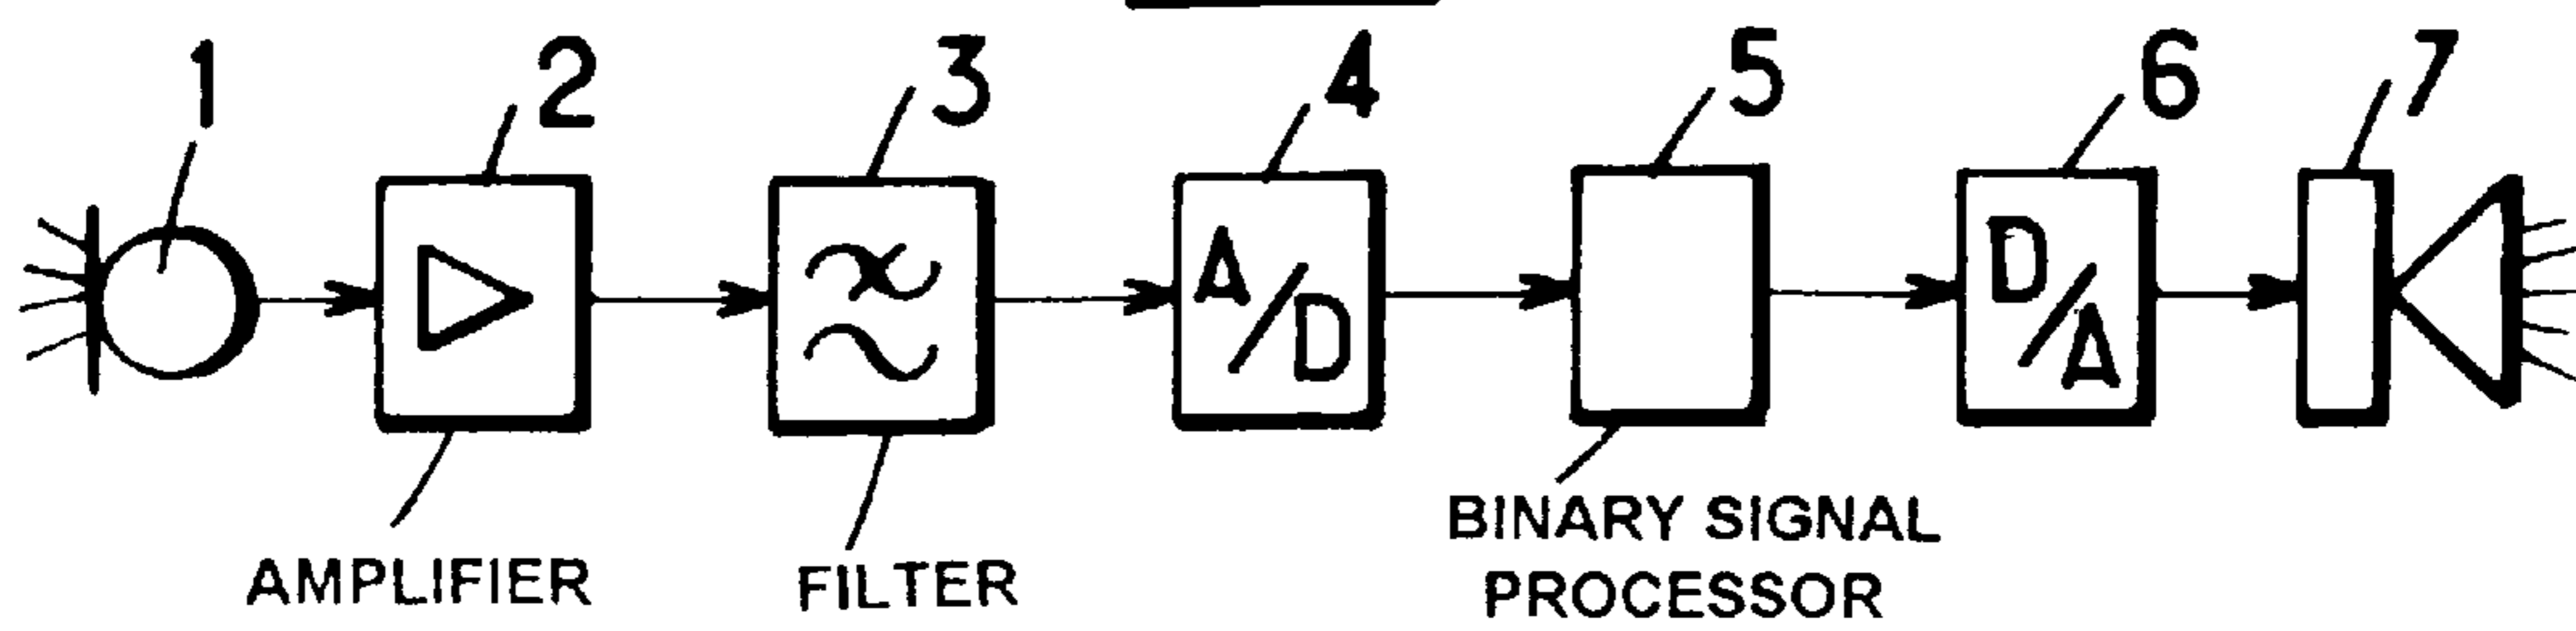 1 2 3 4 5 6 7
A/D
D/A
AMPLIFIER
FILTER
BINARY SIGNAL
PROCESSOR